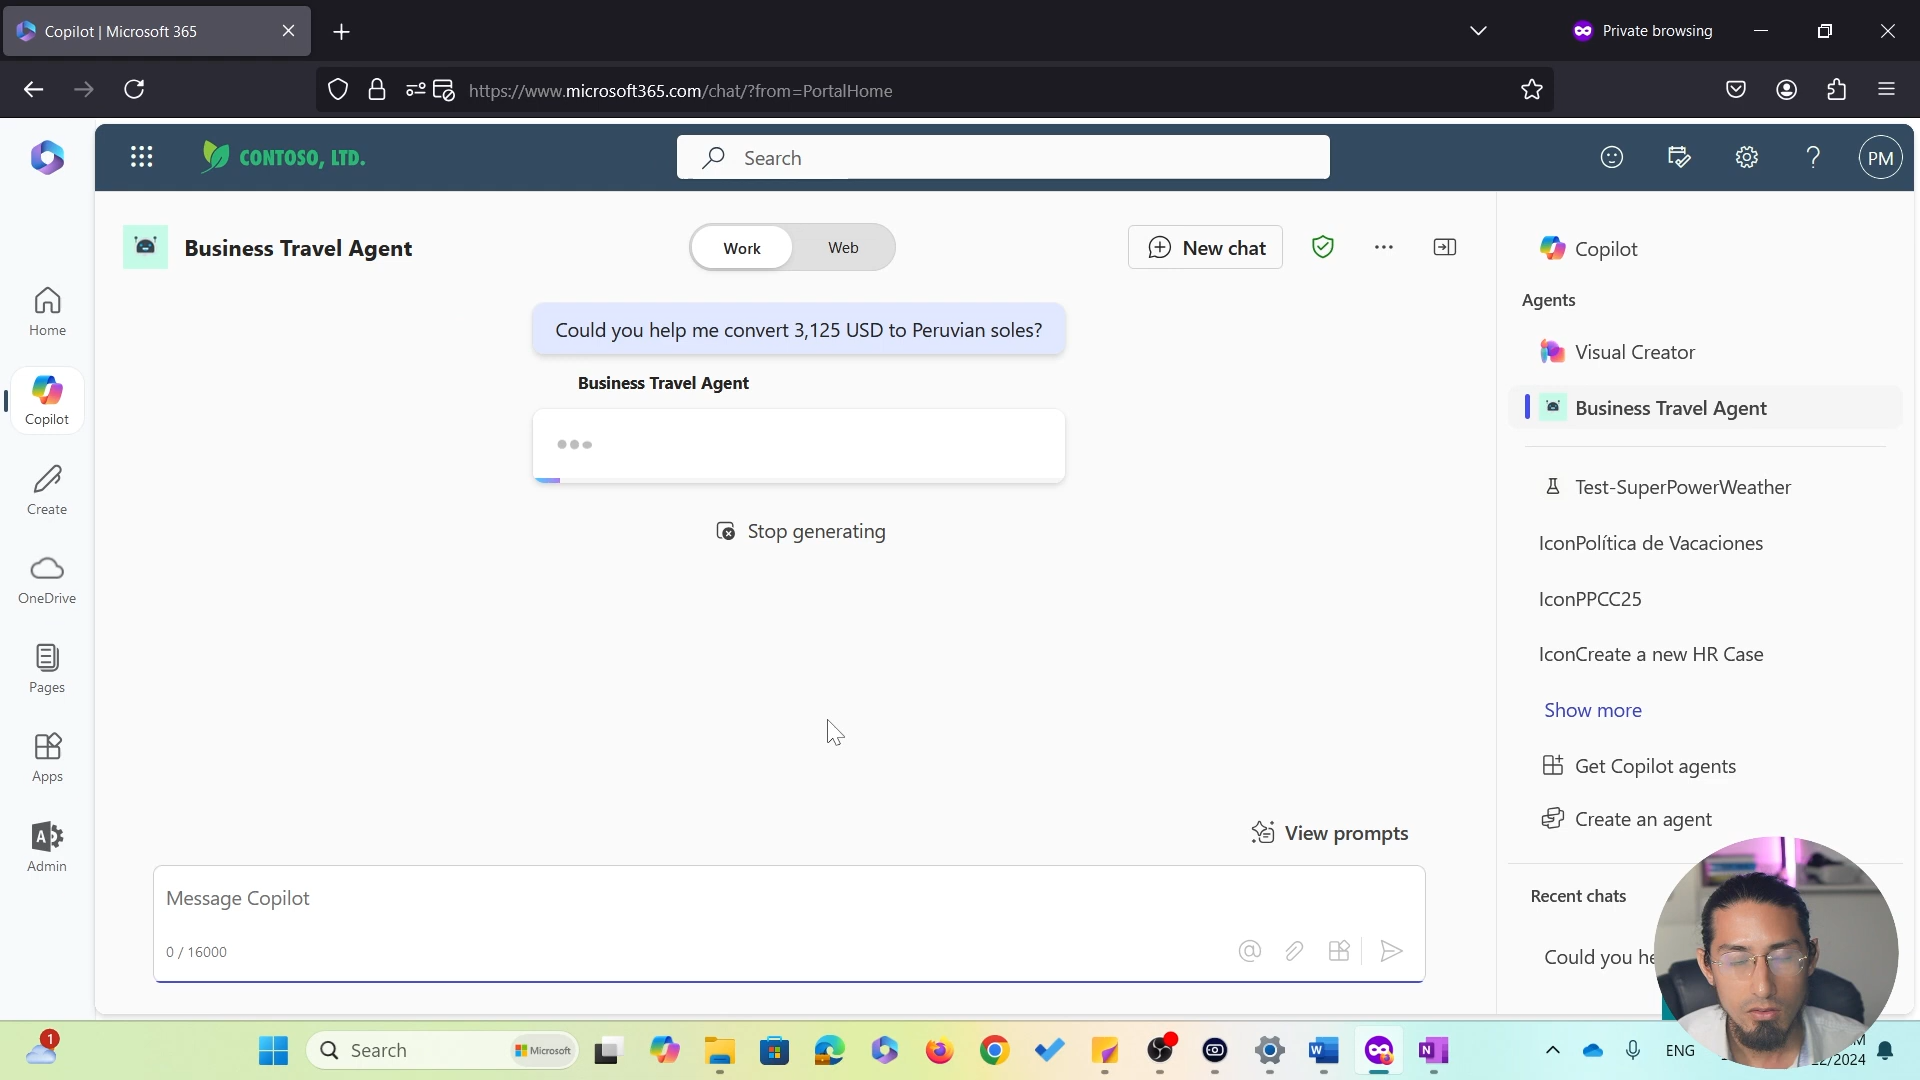 Copilot | Microsoft 365
Private browsing
https://www.microsoft365.com/chat/?from=PortalHome
CONTOSO, LTD.
Search
PM
Business Travel Agent
Work
Web
New chat
Could you help me convert 3,125 USD to Peruvian soles?
Business Travel Agent
Stop generating
View prompts
Message Copilot
0 / 16000
Home
Copilot
Create
OneDrive
Pages
Apps
Admin
Copilot
Agents
Visual Creator
Business Travel Agent
Test-SuperPowerWeather
IconPolítica de Vacaciones
IconPPCC25
IconCreate a new HR Case
Show more
Get Copilot agents
Create an agent
Recent chats
Could you
1
Search
Microsoft
ENG
2/2024